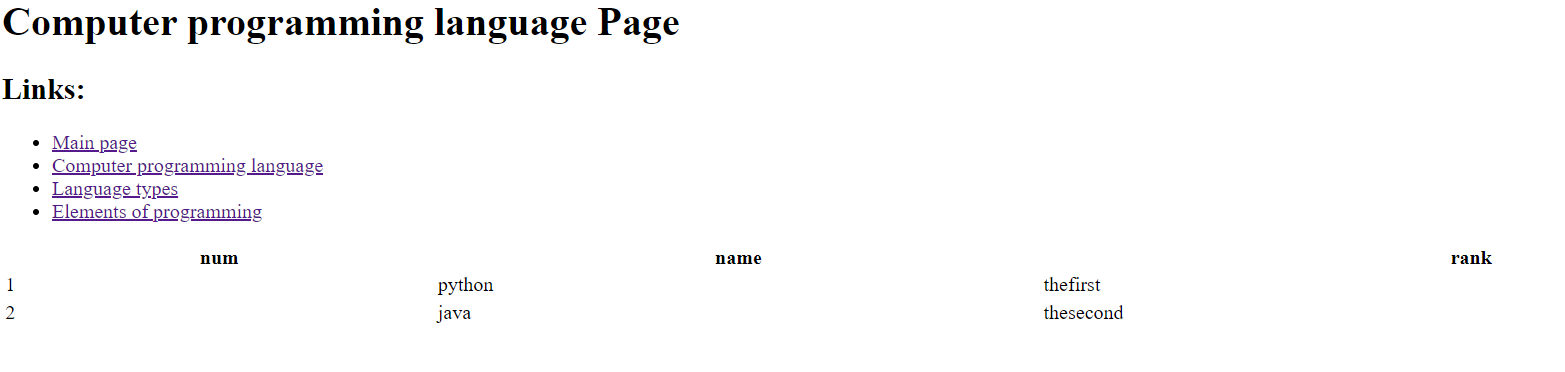 Computer programming language Page
Links:
Main page
Computer programming language
Language types
Elements of programming
num name rank
1 python thefirst
2 java thesecond